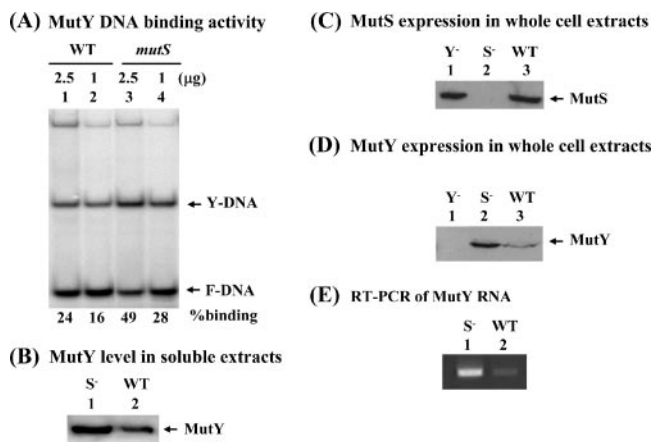 (A) MutY DNA binding activity
WT mutS
2.5 1 2.5 1 (μg)
1 2 3 4
Y-DNA
F-DNA
24 16 49 28 %binding
(B) MutY level in soluble extracts
S- WT
1 2
MutY
(C) MutS expression in whole cell extracts
Y- S- WT
1 2 3
MutS
(D) MutY expression in whole cell extracts
Y- S- WT
1 2 3
MutY
(E) RT-PCR of MutY RNA
S- WT
1 2